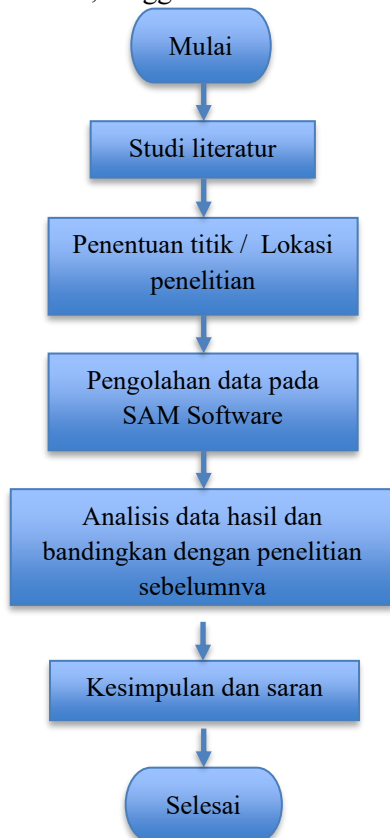 Mulai
Studi literatur
Penentuan titik / Lokasi
penelitian
Pengolahan data pada
SAM Software
Analisis data hasil dan
bandingkan dengan penelitian
sebelumnya
Kesimpulan dan saran
Selesai